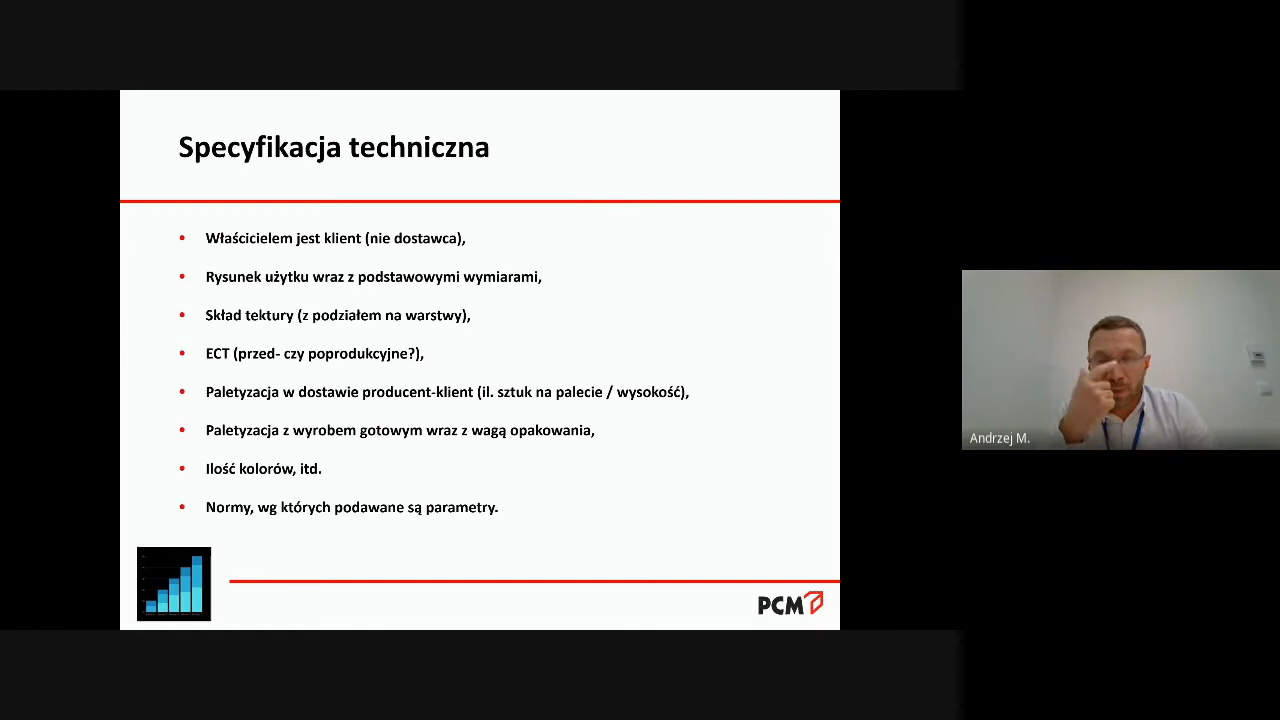 Specyfikacja techniczna
• Właścicielem jest klient (nie dostawca),
• Rysunek użytku wraz z podstawowymi wymiarami,
• Skład tektury (z podziałem na warstwy),
• ECT (przed- czy poprodukcyjne?),
• Paletyzacja w dostawie producent-klient (il. sztuk na palecie / wysokość),
• Paletyzacja z wyrobem gotowym wraz z wagą opakowania,
• Ilość kolorów, itd.
• Normy, wg których podawane są parametry.
PCM
Andrzej M.